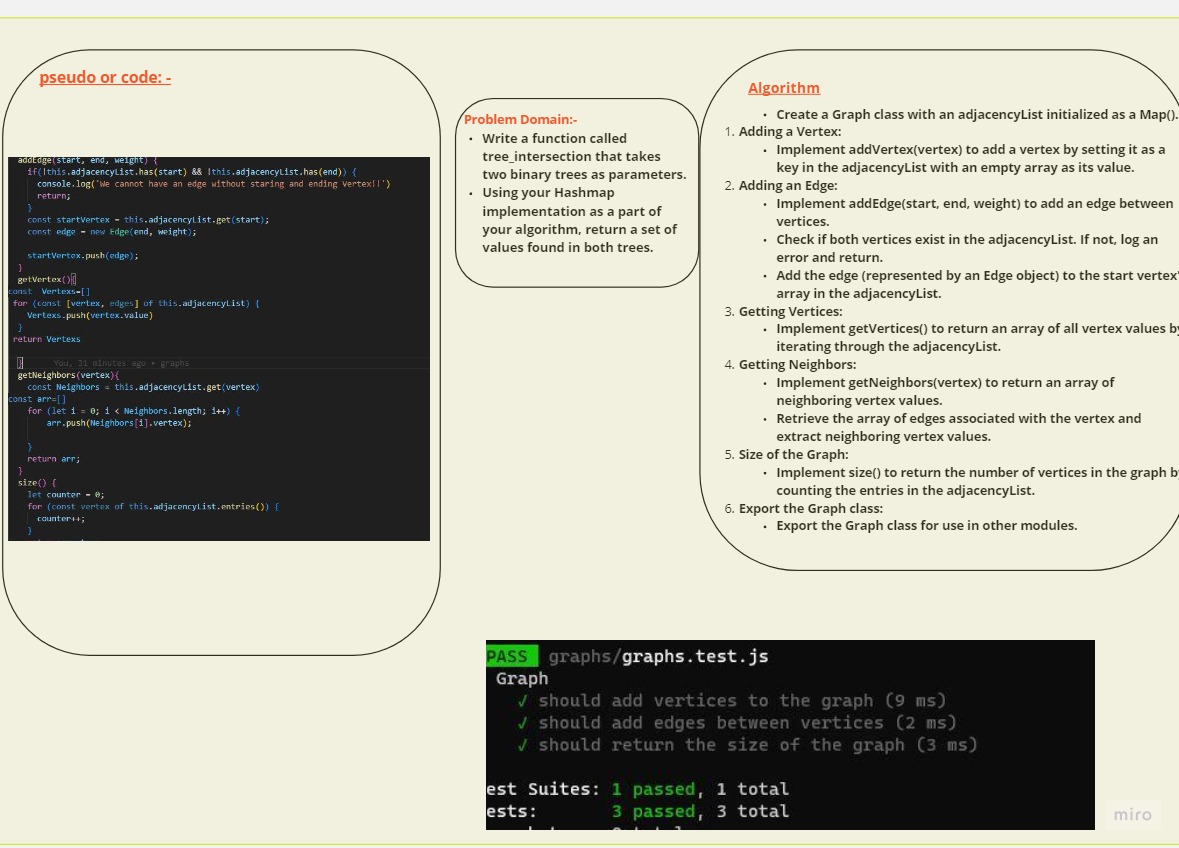 pseudo or code: -
addEdge(start, end, weight) {
if(!this.adjacencyList.has(start) && !this.adjacencyList.has(end)) {
console.log('We cannot have an edge without staring and ending Vertex!!')
return;
}
const startVertex = this.adjacencyList.get(start);
const edge = new Edge(end, weight);
startVertex.push(edge);
}
getVertex(){
const Vertexs=[]
for (const [vertex, edges] of this.adjacencyList) {
Vertexs.push(vertex.value)
}
return Vertexs
} You, 31 minutes ago • graphs
getNeighbors(vertex){
const Neighbors = this.adjacencyList.get(vertex)
const arr=[]
for (let i = 0; i < Neighbors.length; i++) {
arr.push(Neighbors[i].vertex);
}
return arr;
}
size() {
let counter = 0;
for (const vertex of this.adjacencyList.entries()) {
counter++;
}
Problem Domain:-
• Write a function called
tree_intersection that takes
two binary trees as parameters.
• Using your Hashmap
implementation as a part of
your algorithm, return a set of
values found in both trees.
Algorithm
• Create a Graph class with an adjacencyList initialized as a Map().
1. Adding a Vertex:
• Implement addVertex(vertex) to add a vertex by setting it as a
key in the adjacencyList with an empty array as its value.
2. Adding an Edge:
• Implement addEdge(start, end, weight) to add an edge between
vertices.
• Check if both vertices exist in the adjacencyList. If not, log an
error and return.
• Add the edge (represented by an Edge object) to the start vertex'
array in the adjacencyList.
3. Getting Vertices:
• Implement getVertices() to return an array of all vertex values by
iterating through the adjacencyList.
4. Getting Neighbors:
• Implement getNeighbors(vertex) to return an array of
neighboring vertex values.
• Retrieve the array of edges associated with the vertex and
extract neighboring vertex values.
5. Size of the Graph:
• Implement size() to return the number of vertices in the graph by
counting the entries in the adjacencyList.
6. Export the Graph class:
• Export the Graph class for use in other modules.
PASS graphs/graphs.test.js
Graph
√ should add vertices to the graph (9 ms)
√ should add edges between vertices (2 ms)
√ should return the size of the graph (3 ms)
est Suites: 1 passed, 1 total
ests: 3 passed, 3 total
miro